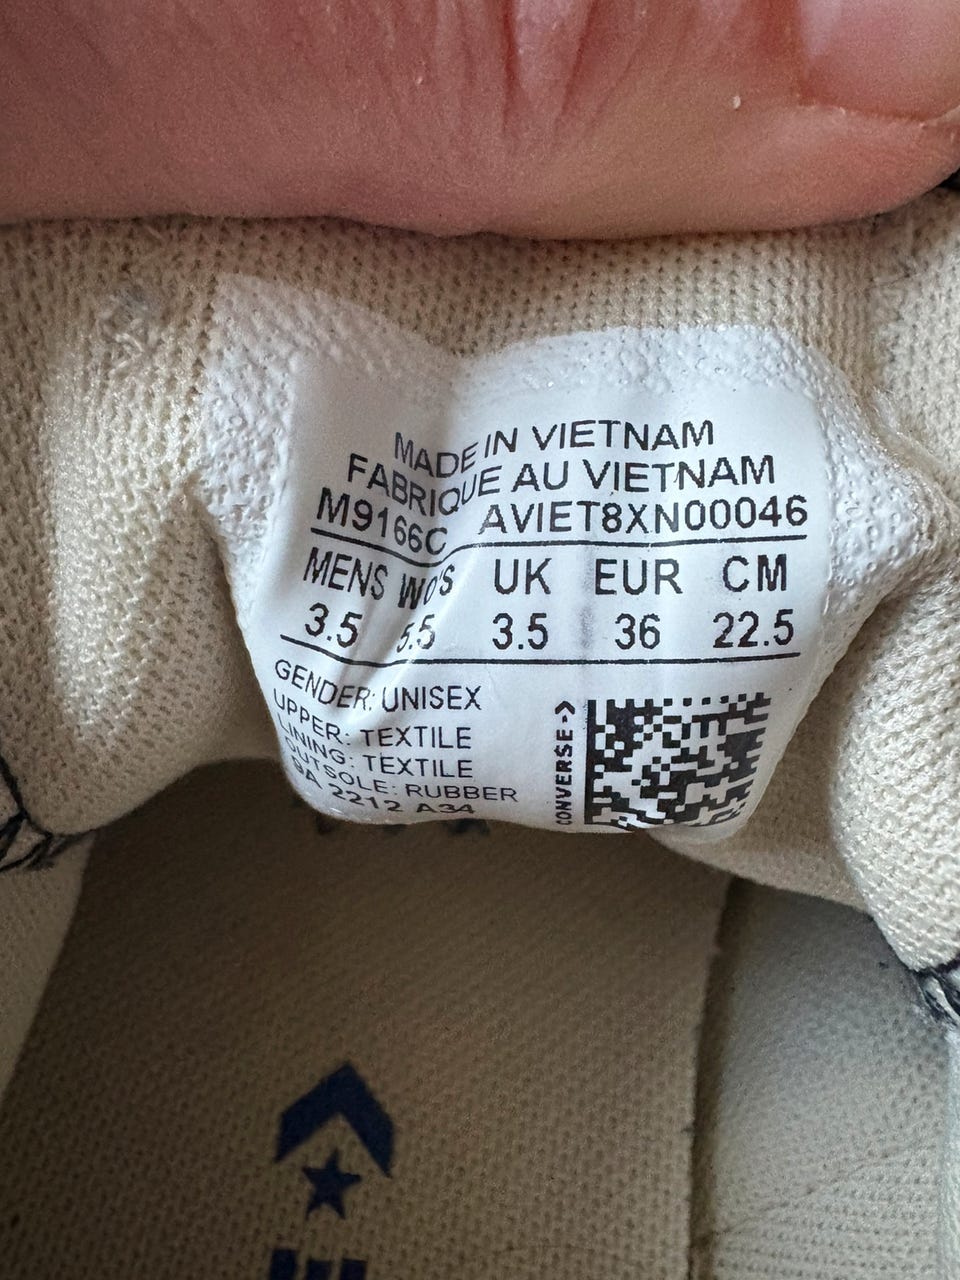 MADE IN VIETNAM
FABRIQUE AU VIETNAM
M9166C AVIET8XN00046
MENS WO'S UK EUR CM
3.5 5.5 3.5 36 22.5
GENDER: UNISEX
UPPER: TEXTILE
LINING: TEXTILE
OUTSOLE: RUBBER
9A 2212 A34
CONVERSE